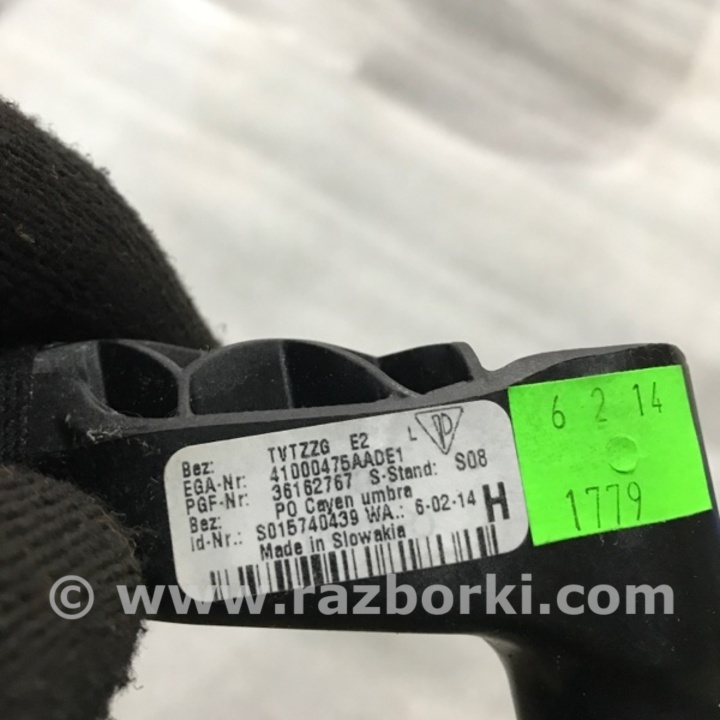 Bez: TVTZZG E2 L
EGA-Nr: 41000475AADE1
PGF-Nr: 36162767 S-Stand: S08
Bez: PO Cayen umbra
Id-Nr.: S015740439 WA.: 6-02-14 H
Made in Slowakia
6 2 14
1779
© www.razborki.com